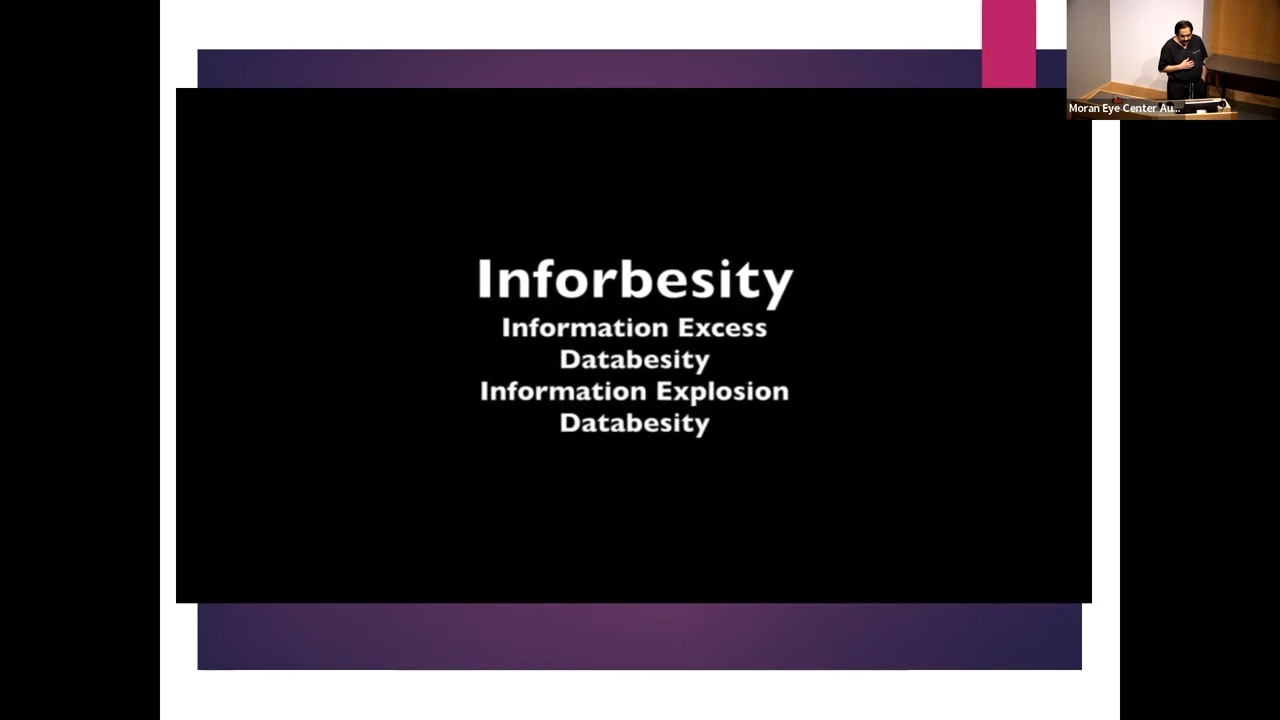 Inforbesity
Information Excess
Databesity
Information Explosion
Databesity
Moran Eye Center Au...